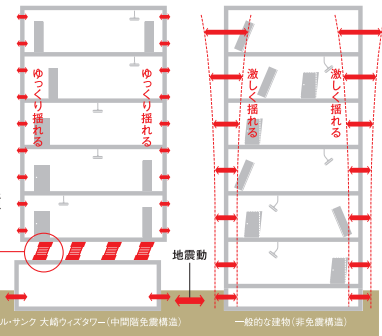 ゆっくり揺れる
ゆっくり揺れる
激しく揺れる
激しく揺れる
地震動
ル・サンク 大崎ウィズタワー（中間階免震構造）
一般的な建物（非免震構造）